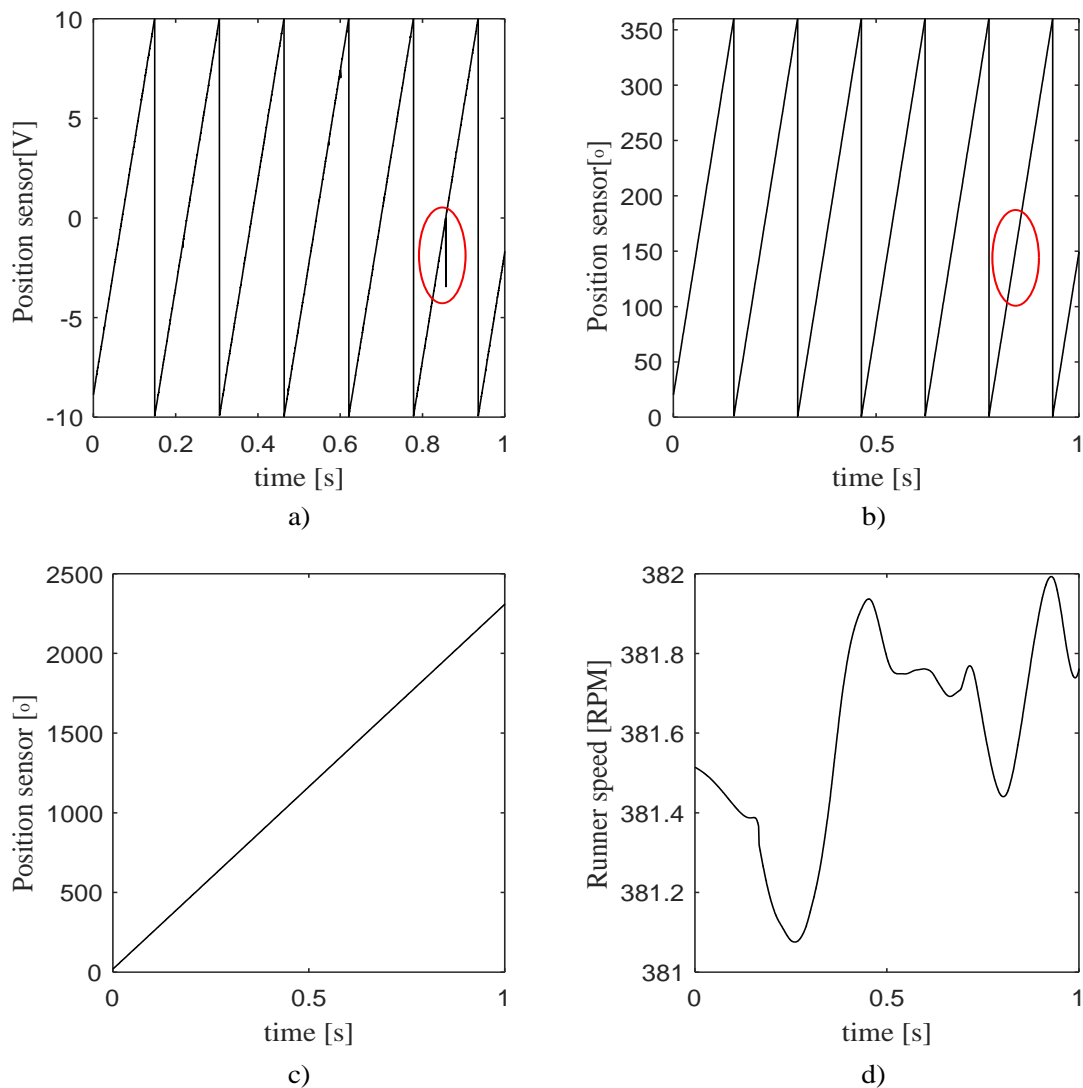 10
5
0
-5
-10
Position sensor[V]
0 0.2 0.4 0.6 0.8 1
time [s]
a)
350
300
250
200
150
100
50
0
Position sensor[o]
0 0.5 1
time [s]
b)
2500
2000
1500
1000
500
0
Position sensor [o]
0 0.5 1
time [s]
c)
382
381.8
381.6
381.4
381.2
381
Runner speed [RPM]
0 0.5 1
time [s]
d)